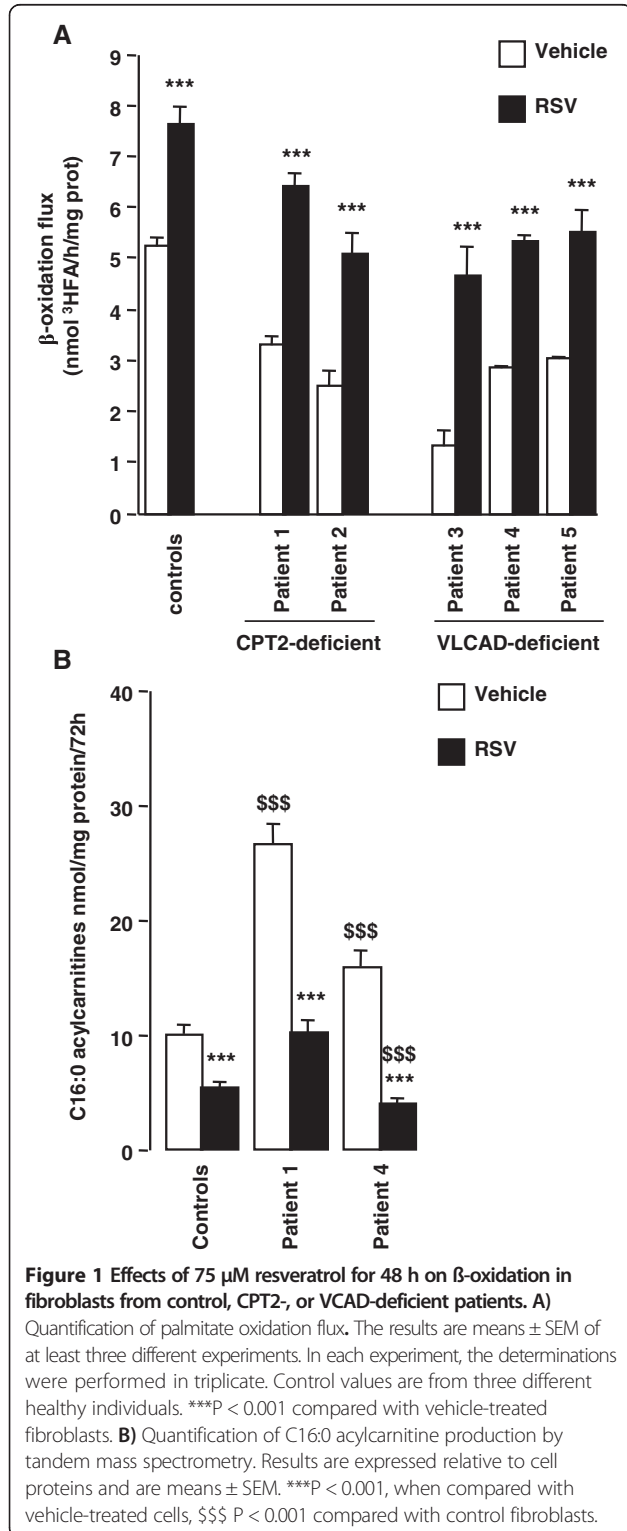 A
9
8
7
6
5
4
3
2
1
0
β-oxidation flux
(nmol ³HFA/h/mg prot)
Vehicle
RSV
***
***
***
***
***
***
controls
Patient 1
Patient 2
Patient 3
Patient 4
Patient 5
CPT2-deficient
VLCAD-deficient
B
40
30
20
10
0
C16:0 acylcarnitines nmol/mg protein/72h
Vehicle
RSV
***
$$$
***
$$$
$$$
***
Controls
Patient 1
Patient 4
Figure 1 Effects of 75 μM resveratrol for 48 h on ß-oxidation in
fibroblasts from control, CPT2-, or VCAD-deficient patients. A)
Quantification of palmitate oxidation flux. The results are means ± SEM of
at least three different experiments. In each experiment, the determinations
were performed in triplicate. Control values are from three different
healthy individuals. ***P < 0.001 compared with vehicle-treated
fibroblasts. B) Quantification of C16:0 acylcarnitine production by
tandem mass spectrometry. Results are expressed relative to cell
proteins and are means ± SEM. ***P < 0.001, when compared with
vehicle-treated cells, $$$ P < 0.001 compared with control fibroblasts.